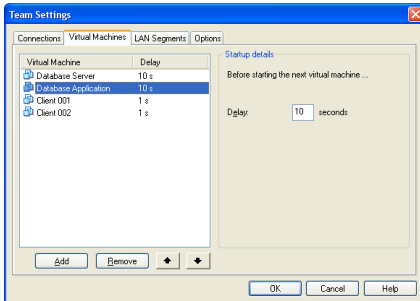 Team Settings
Connections Virtual Machines LAN Segments Options
Virtual Machine Delay
Database Server 10 s
Database Application 10 s
Client 001 1 s
Client 002 1 s
Startup details
Before starting the next virtual machine ...
Delay: 10 seconds
Add Remove
OK Cancel Help